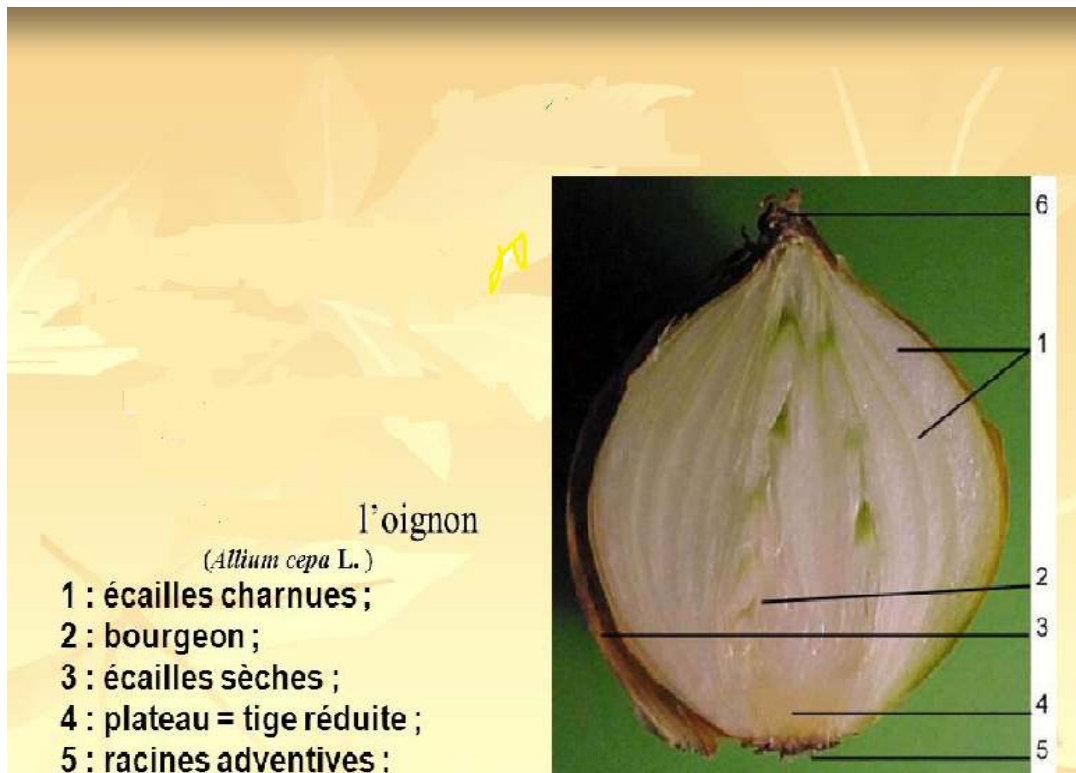 l'oignon
(Allium cepa L. )
1 : écailles charnues ;
2 : bourgeon ;
3 : écailles sèches ;
4 : plateau = tige réduite ;
5 : racines adventives ;
6
1
2
3
4
5